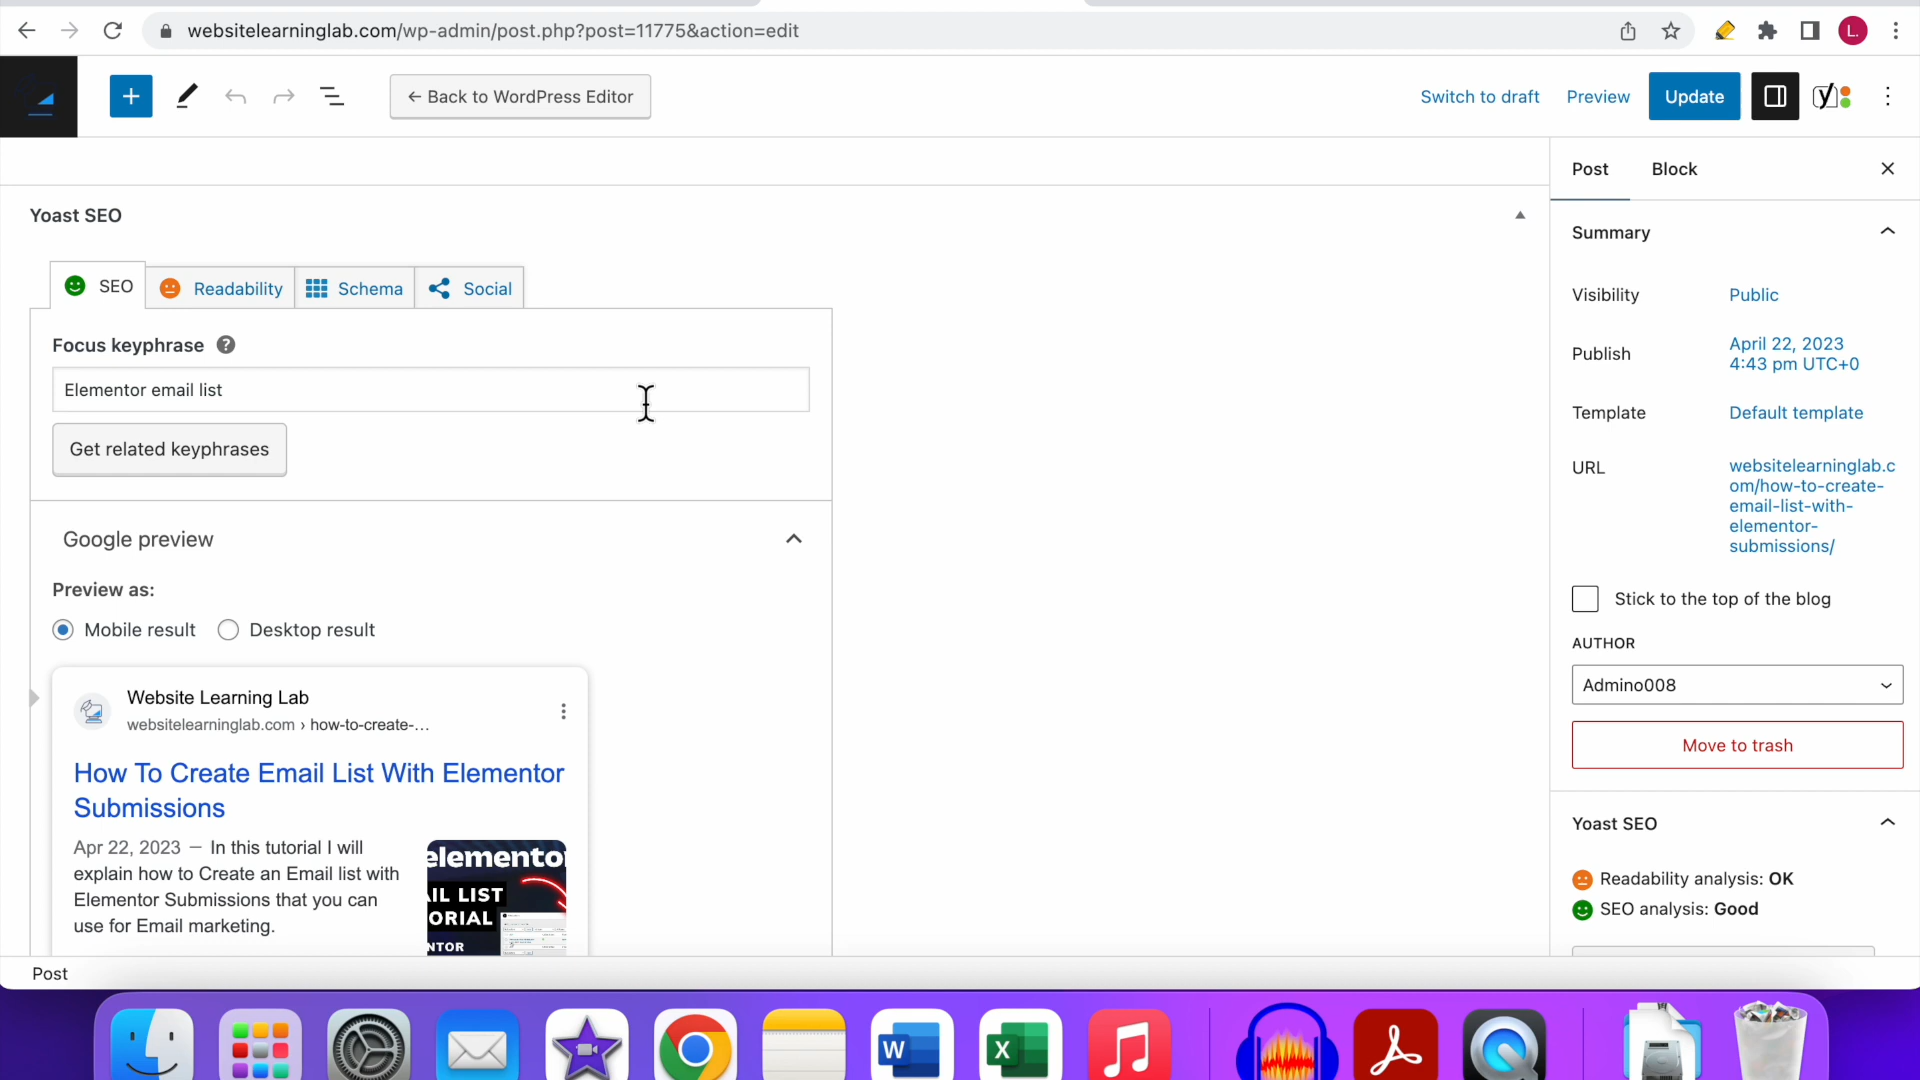 websitelearninglab.com/wp-admin/post.php?post=11775&action=edit
L.
← Back to WordPress Editor
Switch to draft
Preview
Update
Post
Block
Yoast SEO
SEO
Readability
Schema
Social
Focus keyphrase ?
Elementor email list
Get related keyphrases
Google preview
Preview as:
Mobile result
Desktop result
Website Learning Lab
websitelearninglab.com › how-to-create-...
How To Create Email List With Elementor
Submissions
Apr 22, 2023 — In this tutorial I will
explain how to Create an Email list with
Elementor Submissions that you can
use for Email marketing.
elemento
IL LIST
ORIAL
NTOR
Summary
Visibility
Public
Publish
April 22, 2023
4:43 pm UTC+0
Template
Default template
URL
websitelearninglab.c
om/how-to-create-
email-list-with-
elementor-
submissions/
Stick to the top of the blog
AUTHOR
Admino008
Move to trash
Yoast SEO
Readability analysis: OK
SEO analysis: Good
Post
W
X